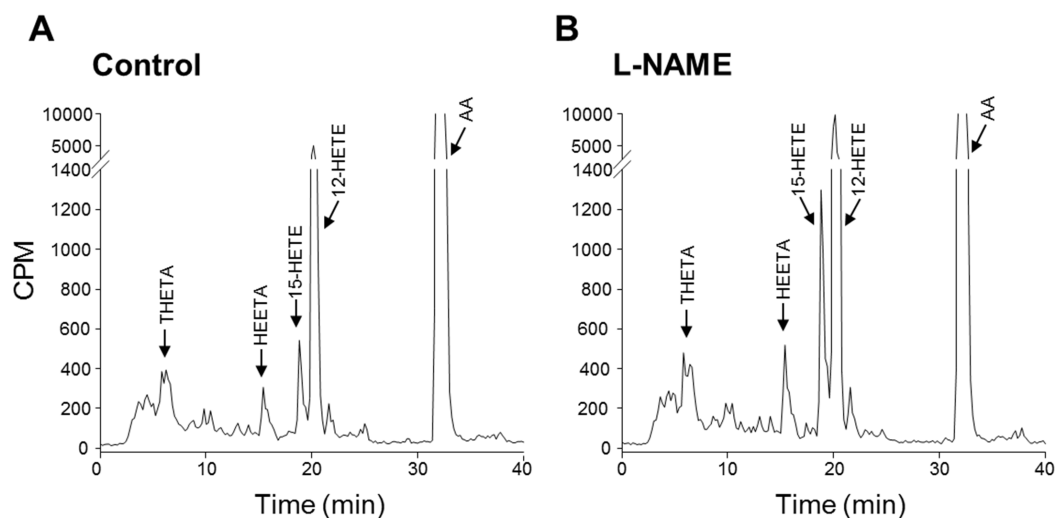 A
Control
10000
5000
1400
1200
1000
800
600
400
200
0
CPM
THETA
HEETA
15-HETE
12-HETE
AA
0
10
20
30
40
Time (min)
B
L-NAME
10000
5000
1400
1200
1000
800
600
400
200
0
THETA
HEETA
15-HETE
12-HETE
AA
0
10
20
30
40
Time (min)